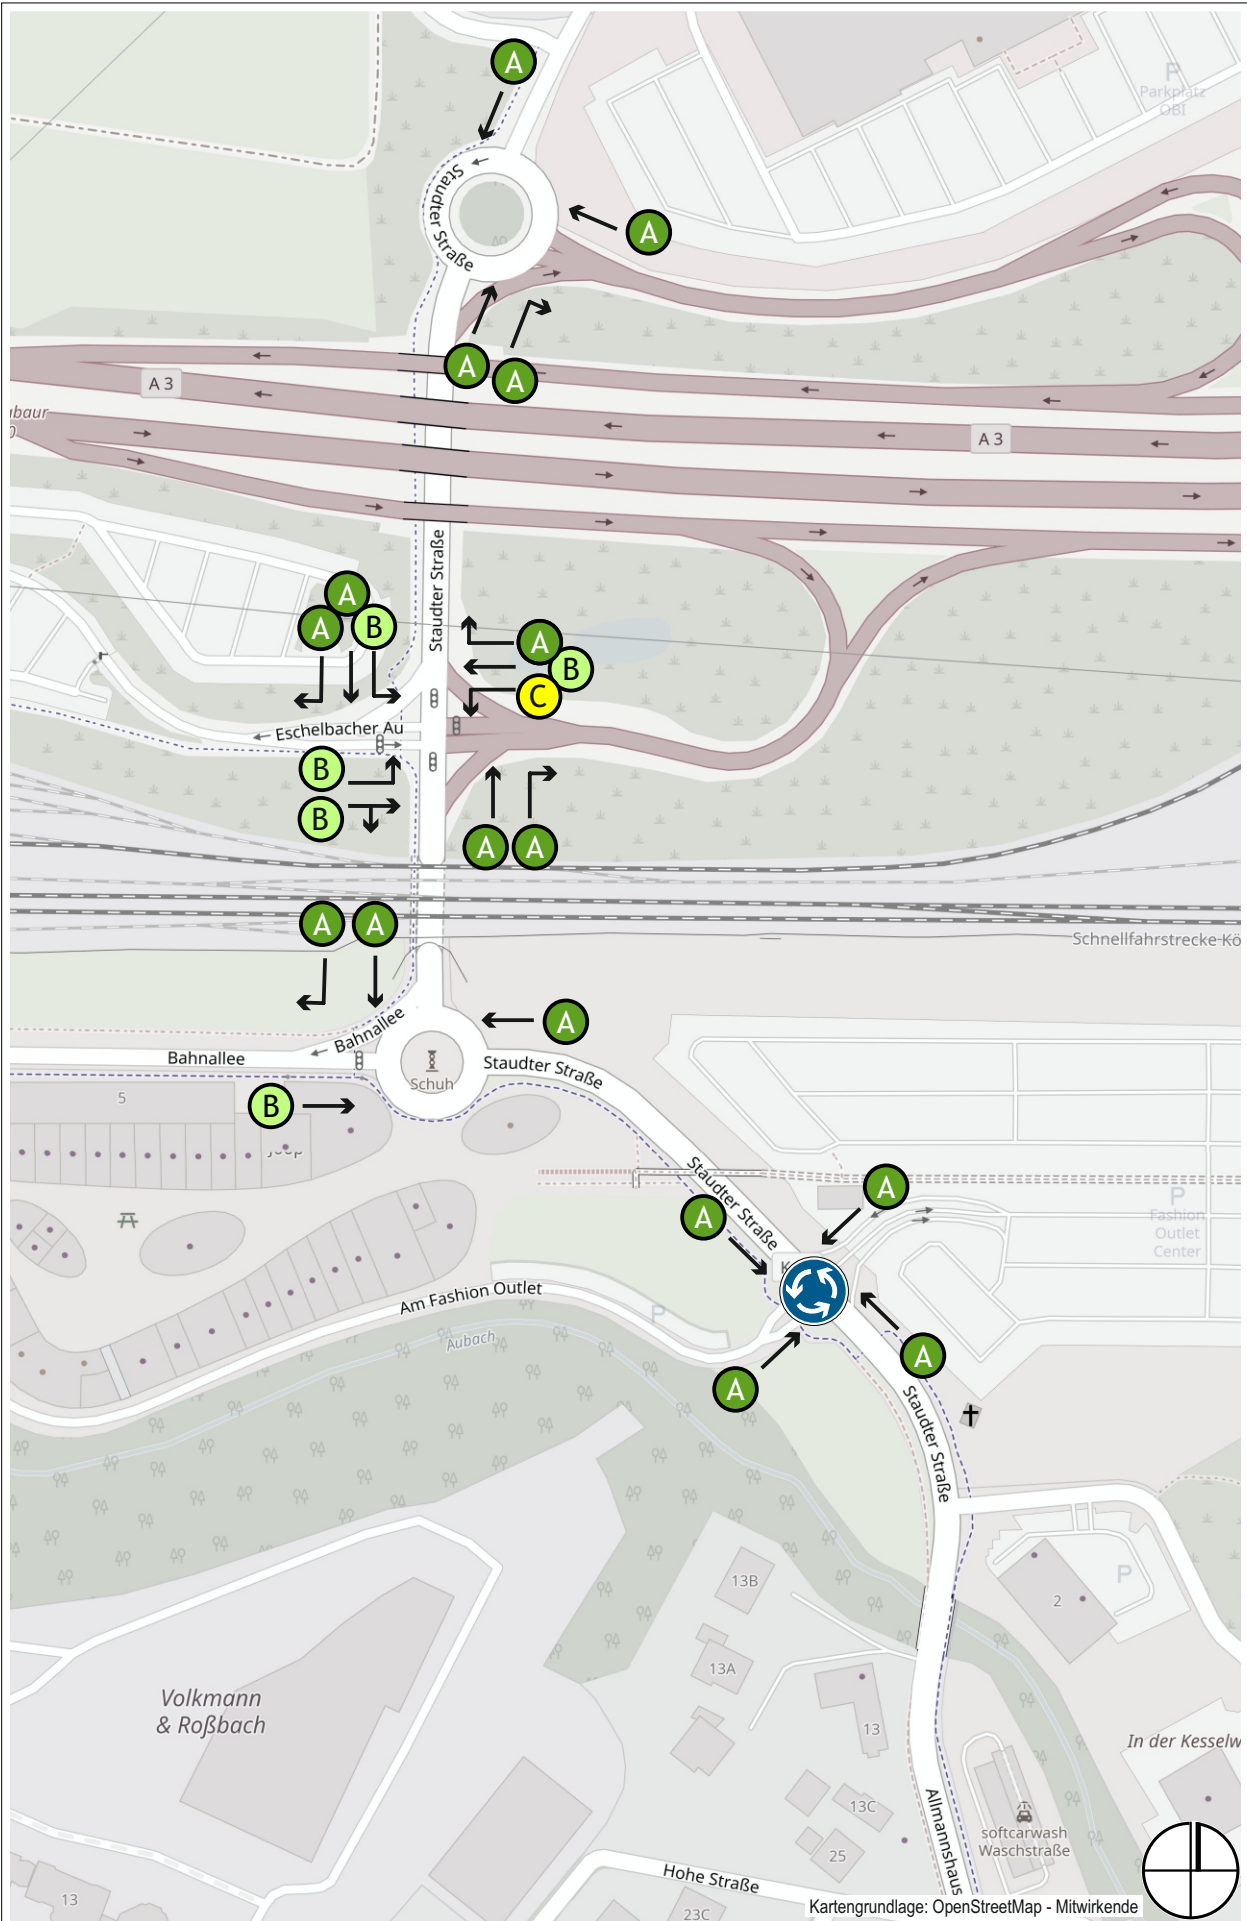 A
P
Parkplatz
OBI
Staudter Straße
A
A
A
A 3
A 3
Staudter Straße
A
A
B
A
B
C
Eschelbacher Au
B
B
A
A
A
A
Schnellfahrstrecke Kö
A
Bahnallee
Bahnallee
Staudter Straße
Schuh
5
B
Staudter Straße
A
A
P
Fashion
Outlet
Center
K
Am Fashion Outlet
P
Aubach
A
A
Staudter Straße
13B
P
2
13A
Volkmann
& Roßbach
13
In der Kesselw
Allmannshaus
13C
softcarwash
Waschstraße
25
Hohe Straße
13
23C
Kartengrundlage: OpenStreetMap - Mitwirkende